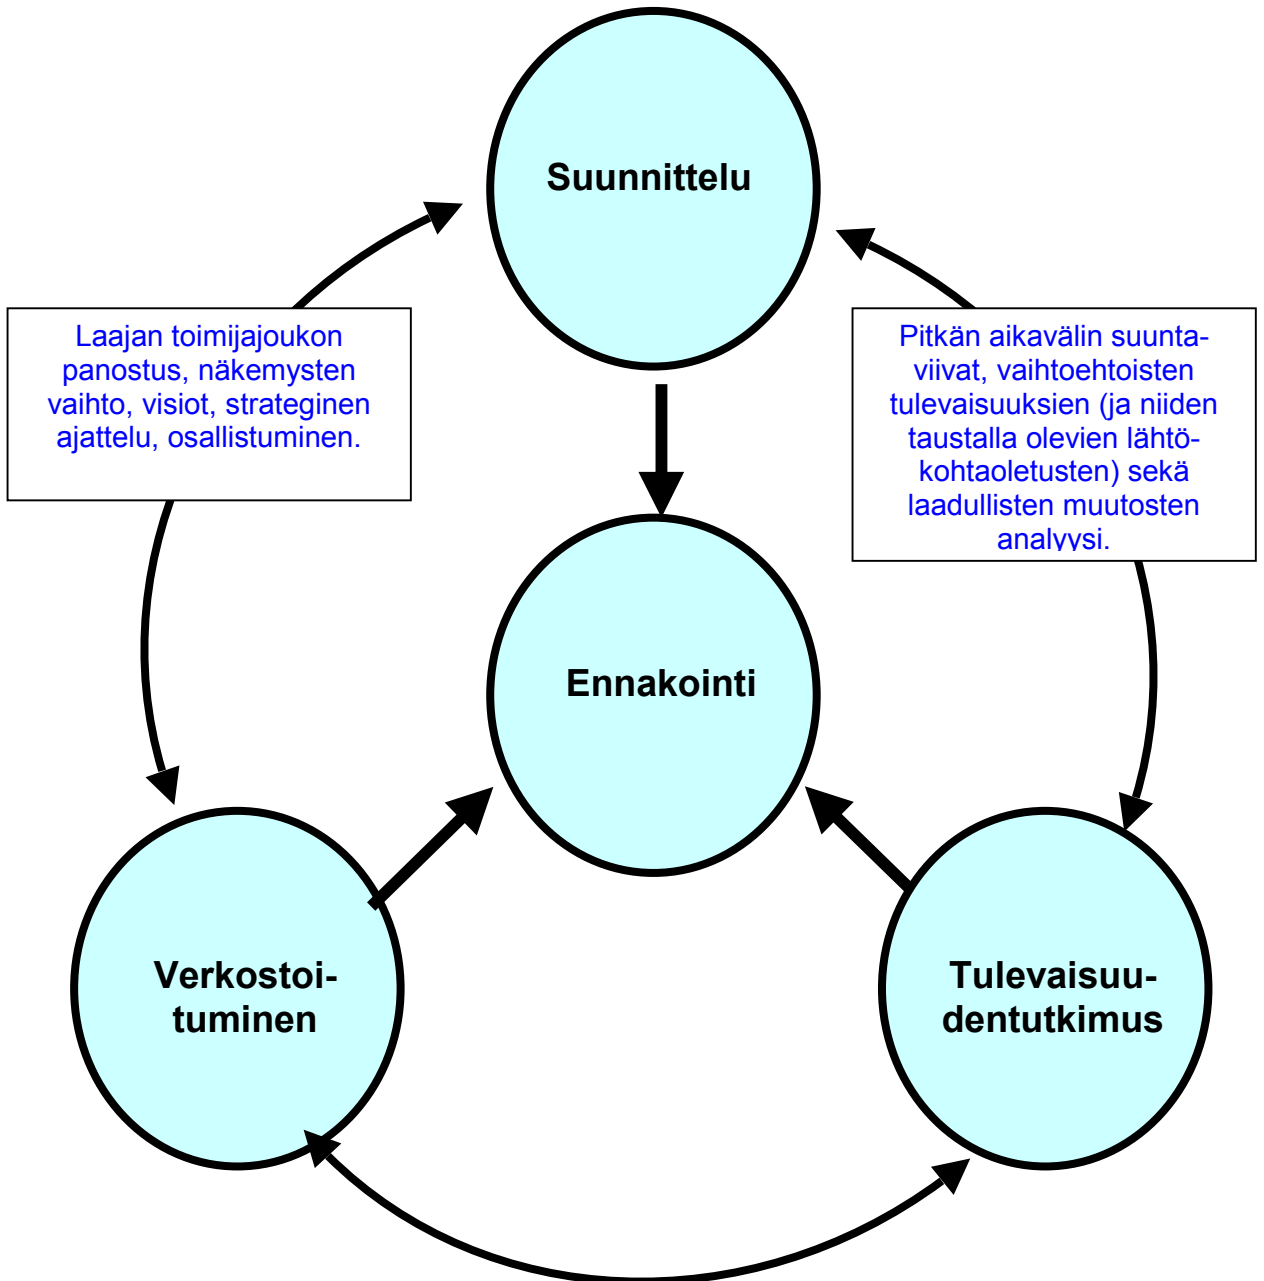 Suunnittelu
Laajan toimijajoukon
panostus, näkemysten
vaihto, visiot, strateginen
ajattelu, osallistuminen.
Pitkän aikavälin suunta-
viivat, vaihtoehtoisten
tulevaisuuksien (ja niiden
taustalla olevien lähtö-
kohtaoletusten) sekä
laadullisten muutosten
analyysi.
Ennakointi
Verkostoi-
tuminen
Tulevaisuu-
dentutkimus